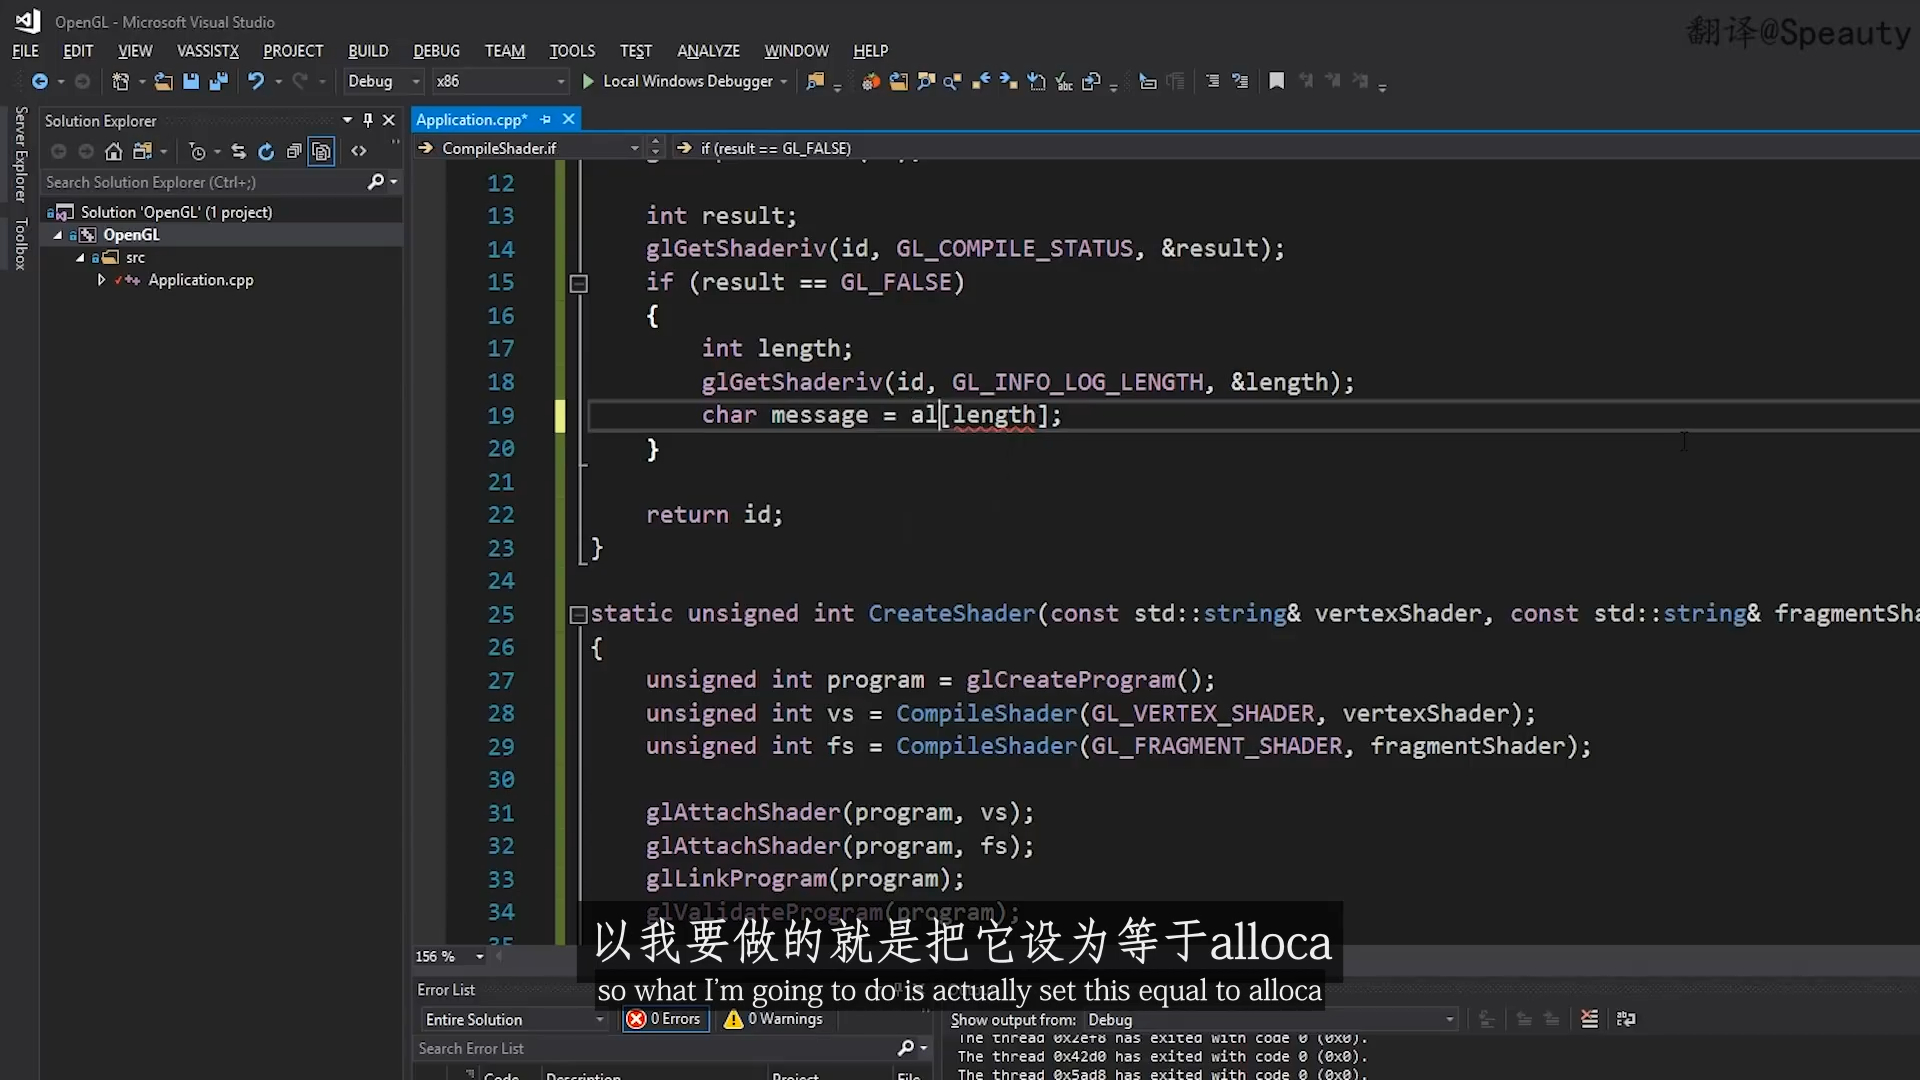 OpenGL - Microsoft Visual Studio
翻译@Speauty
FILE EDIT VIEW VASSISTX PROJECT BUILD DEBUG TEAM TOOLS TEST ANALYZE WINDOW HELP
Debug x86 Local Windows Debugger
Server Explorer
Toolbox
Solution Explorer
Search Solution Explorer (Ctrl+;)
Solution 'OpenGL' (1 project)
OpenGL
src
Application.cpp
Application.cpp*
CompileShader.if if (result == GL_FALSE)
12
13 int result;
14 glGetShaderiv(id, GL_COMPILE_STATUS, &result);
15 if (result == GL_FALSE)
16 {
17 int length;
18 glGetShaderiv(id, GL_INFO_LOG_LENGTH, &length);
19 char message = al[length];
20 }
21
22 return id;
23 }
24
25 static unsigned int CreateShader(const std::string& vertexShader, const std::string& fragmentSha
26 {
27 unsigned int program = glCreateProgram();
28 unsigned int vs = CompileShader(GL_VERTEX_SHADER, vertexShader);
29 unsigned int fs = CompileShader(GL_FRAGMENT_SHADER, fragmentShader);
30
31 glAttachShader(program, vs);
32 glAttachShader(program, fs);
33 glLinkProgram(program);
34 glValidateProgram(program);
35
以我要做的就是把它设为等于alloca
so what I'm going to do is actually set this equal to alloca
156 %
Error List
Entire Solution 0 Errors 0 Warnings
Search Error List
Code Description Project File
Show output from: Debug
The thread 0x2ef8 has exited with code 0 (0x0).
The thread 0x42d0 has exited with code 0 (0x0).
The thread 0x5ad8 has exited with code 0 (0x0).